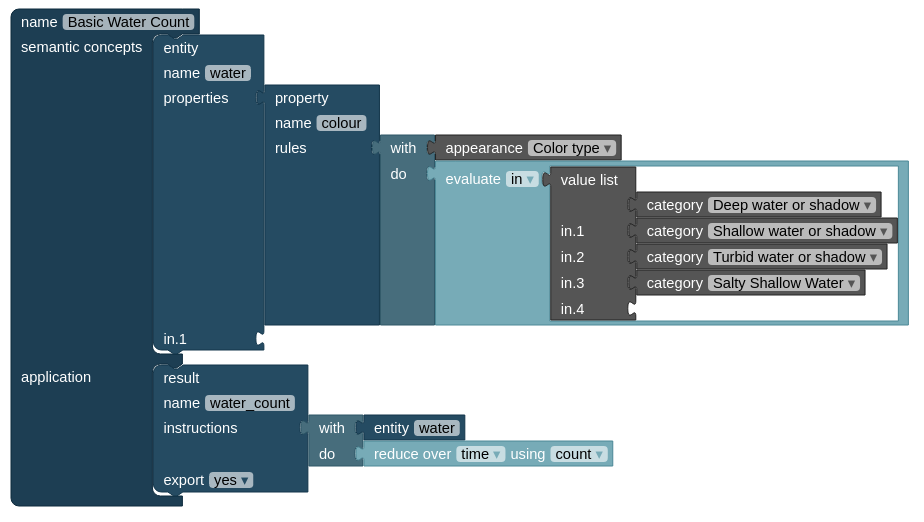 name Basic Water Count
semantic concepts entity
name water
properties property
name colour
rules with appearance Color type ▾
do evaluate in ▾ value list
category Deep water or shadow ▾
in.1 category Shallow water or shadow ▾
in.2 category Turbid water or shadow ▾
in.3 category Salty Shallow Water ▾
in.4
in.1
application result
name water_count
instructions with entity water
do reduce over time ▾ using count ▾
export yes ▾